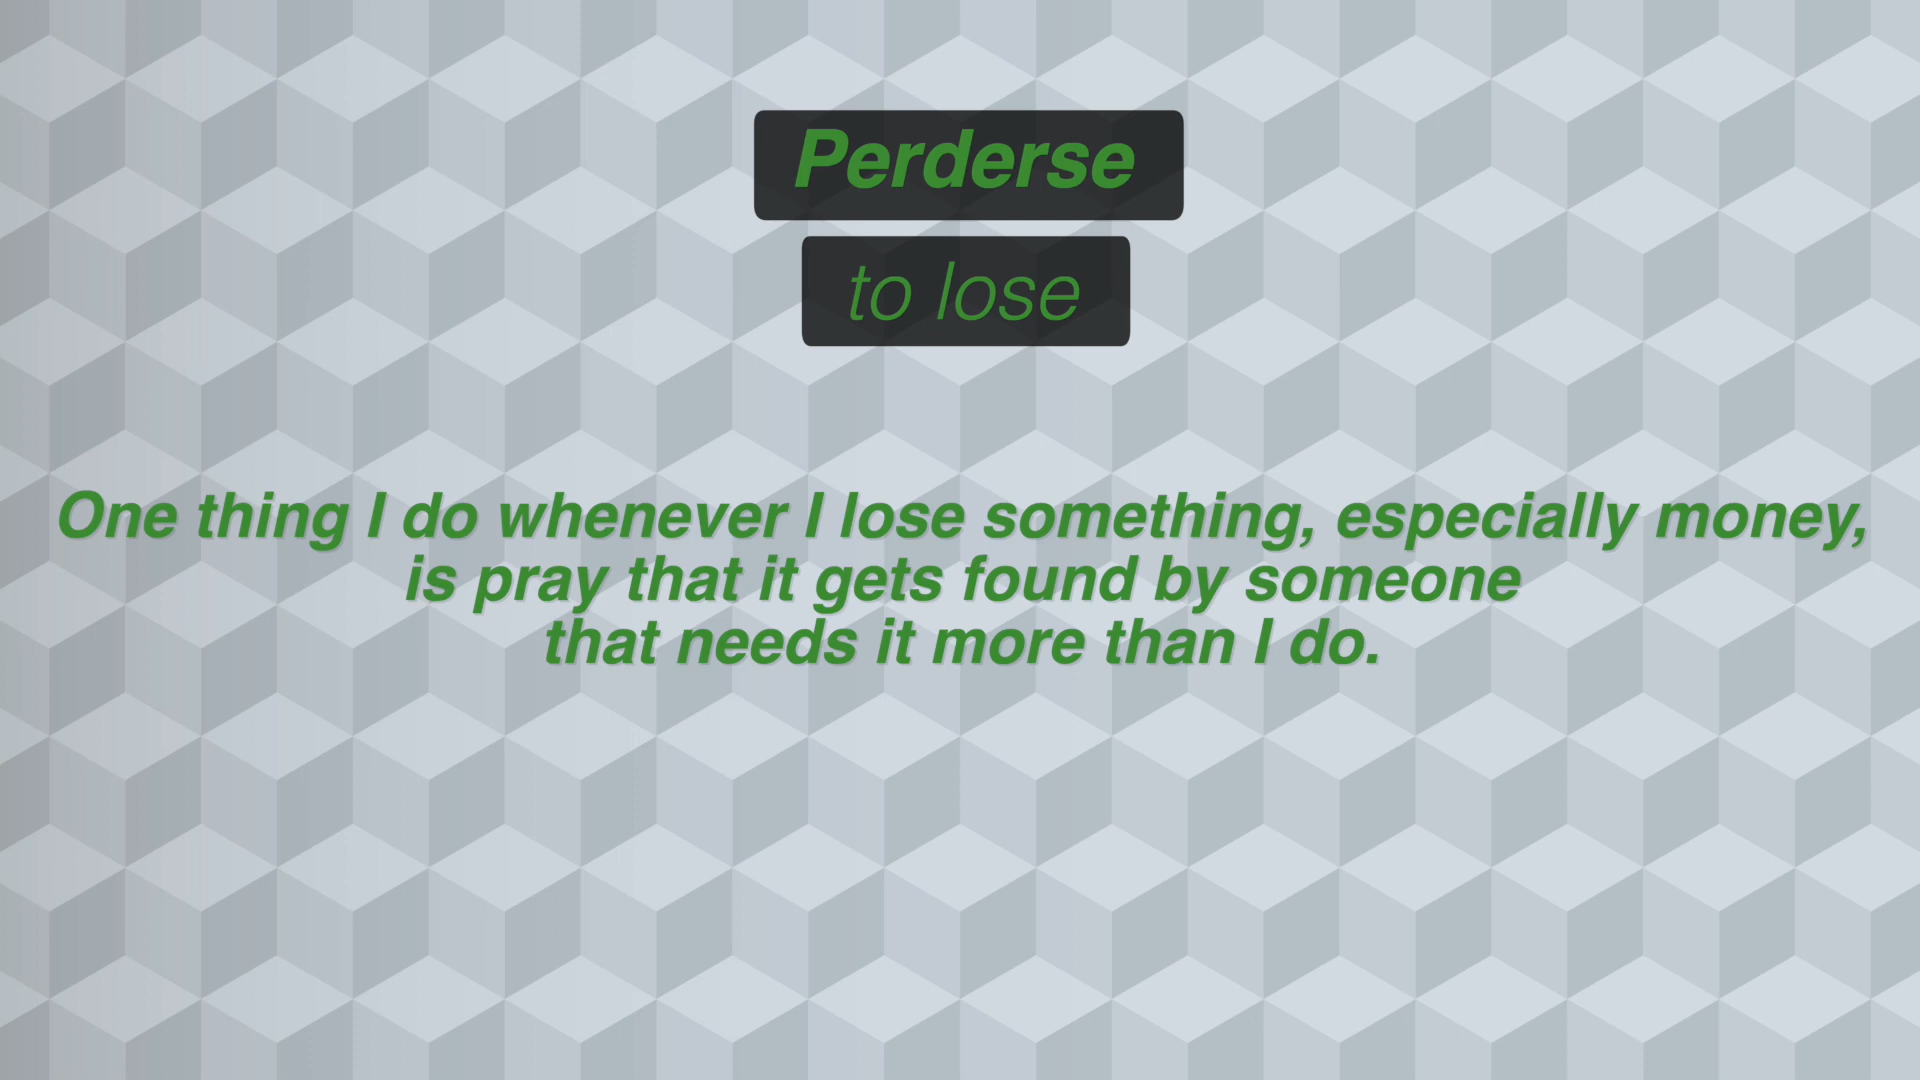 Perderse
to lose
One thing I do whenever I lose something, especially money,
is pray that it gets found by someone
that needs it more than I do.